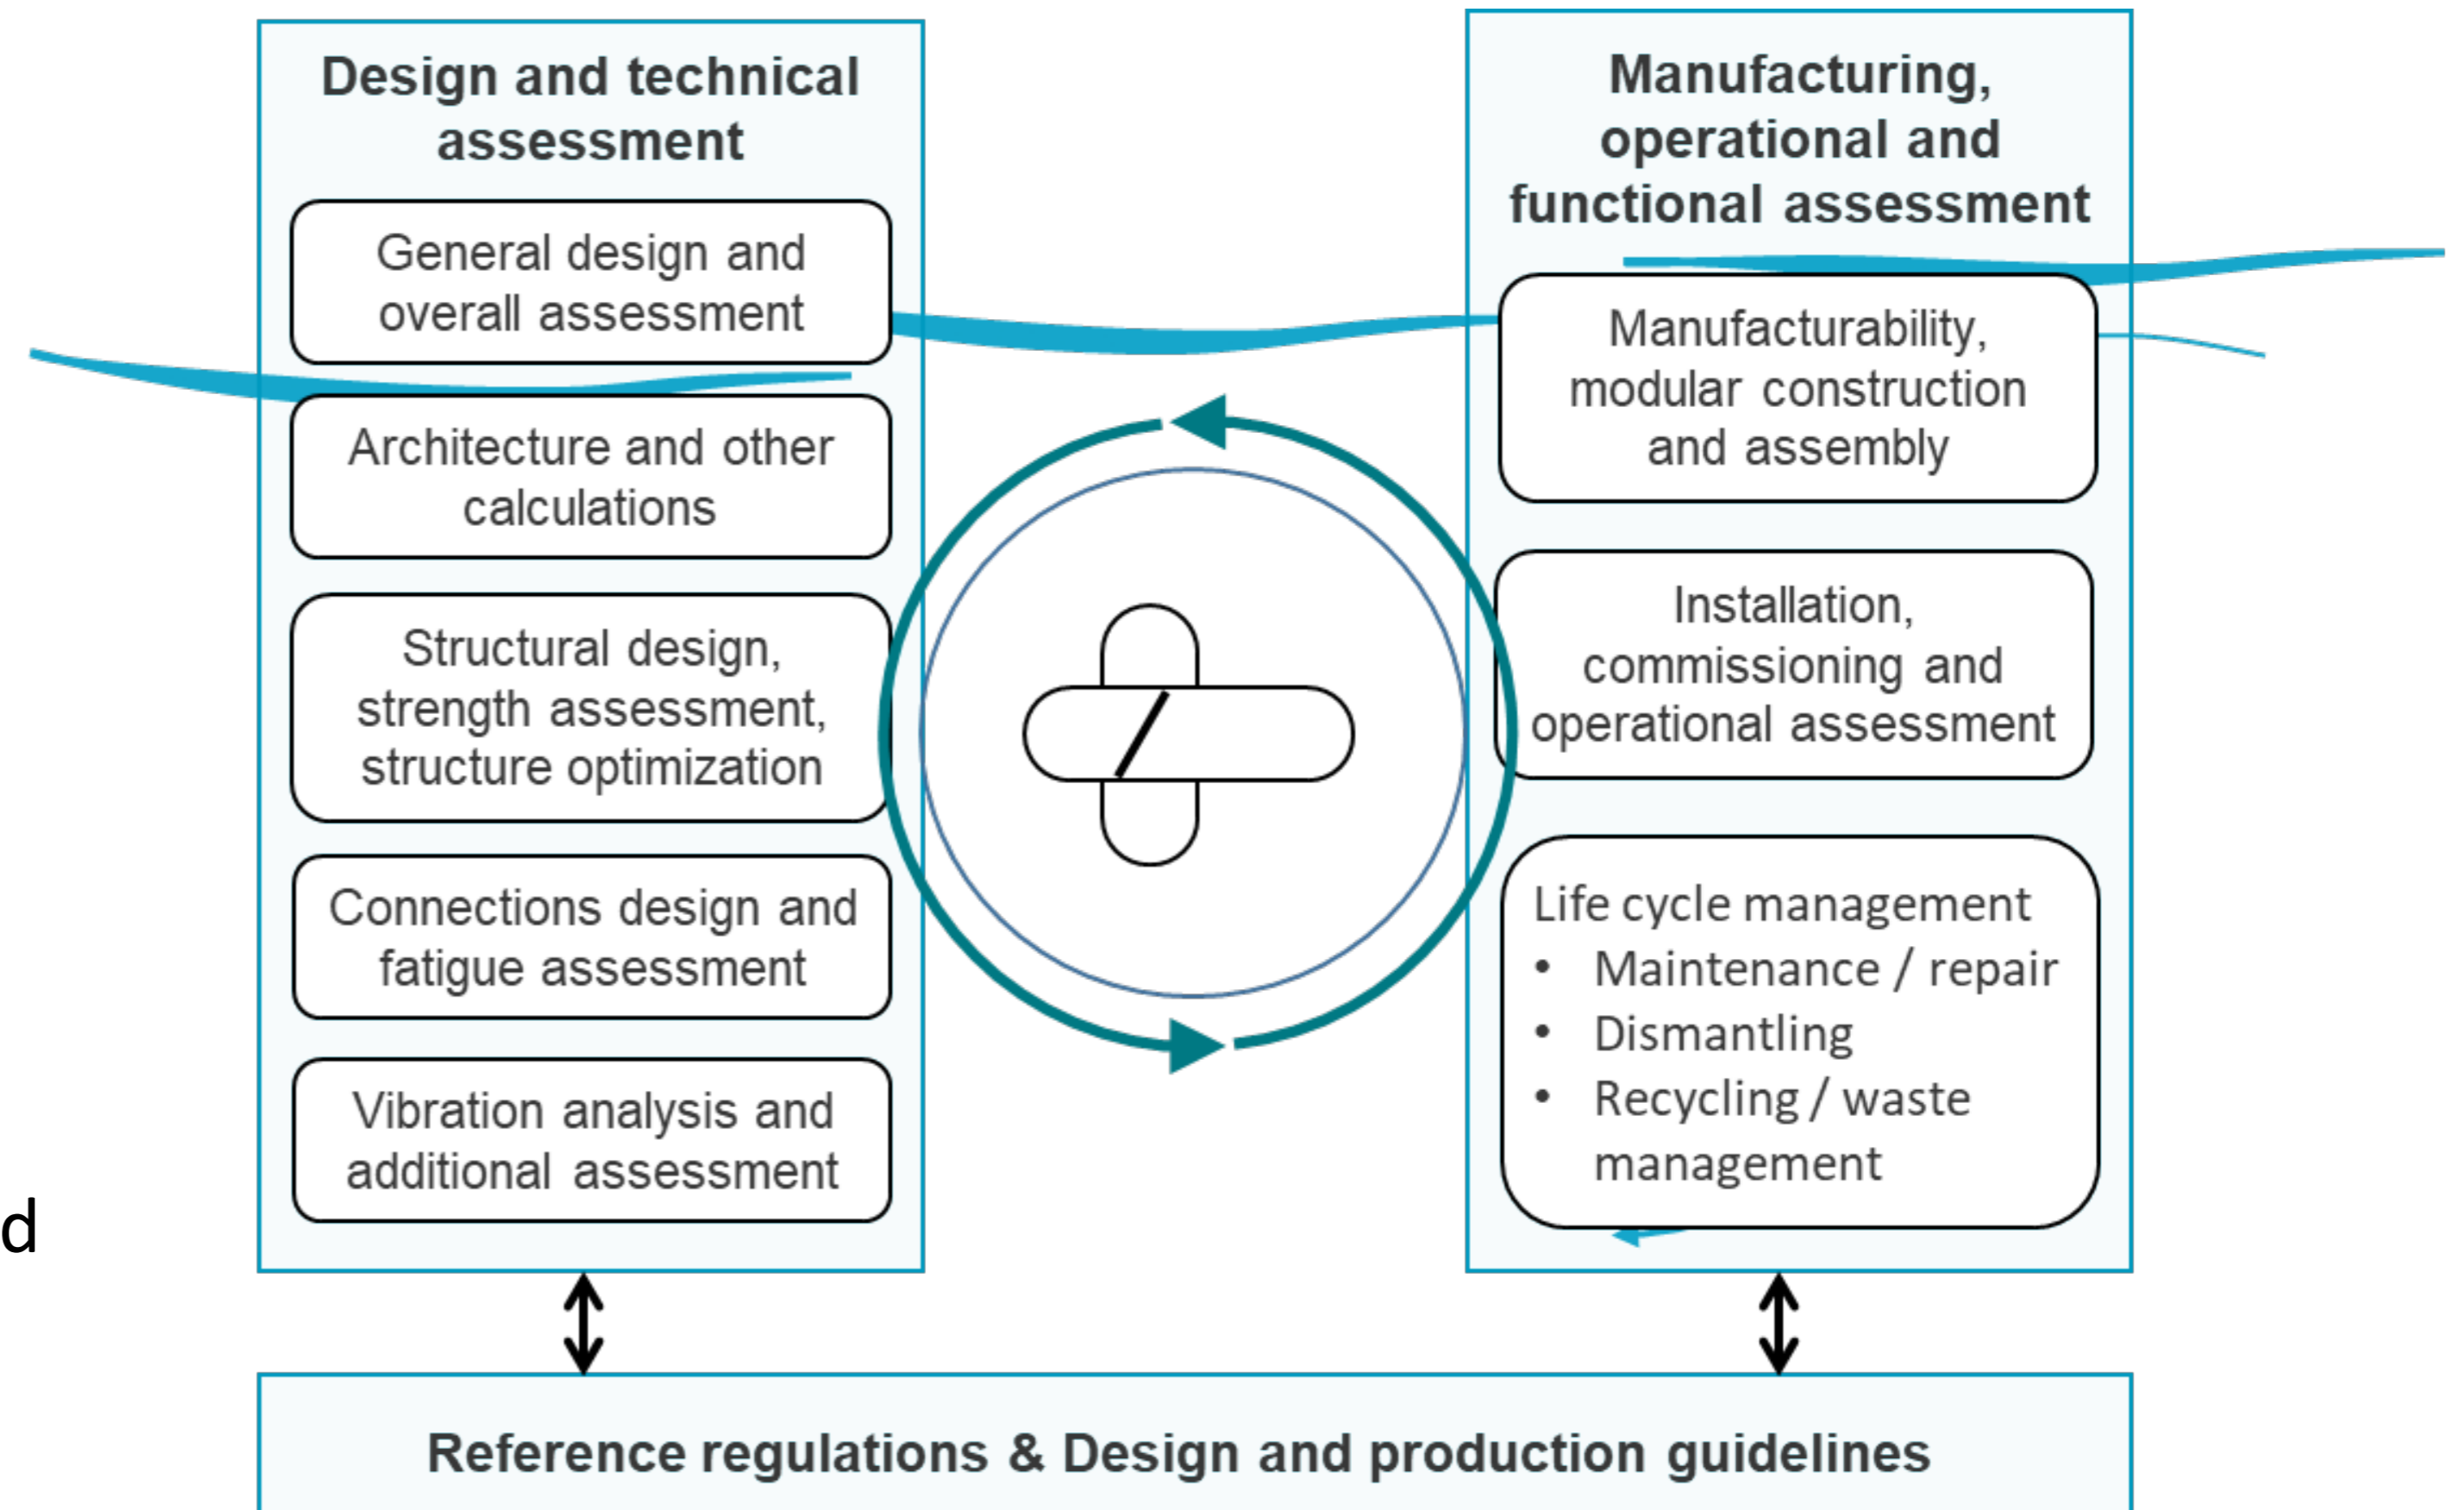 Design and technical
assessment
General design and
overall assessment
Architecture and other
calculations
Structural design,
strength assessment,
structure optimization
Connections design and
fatigue assessment
Vibration analysis and
additional assessment
Manufacturing,
operational and
functional assessment
Manufacturability,
modular construction
and assembly
Installation,
commissioning and
operational assessment
Life cycle management
• Maintenance / repair
• Dismantling
• Recycling / waste
management
d
Reference regulations & Design and production guidelines